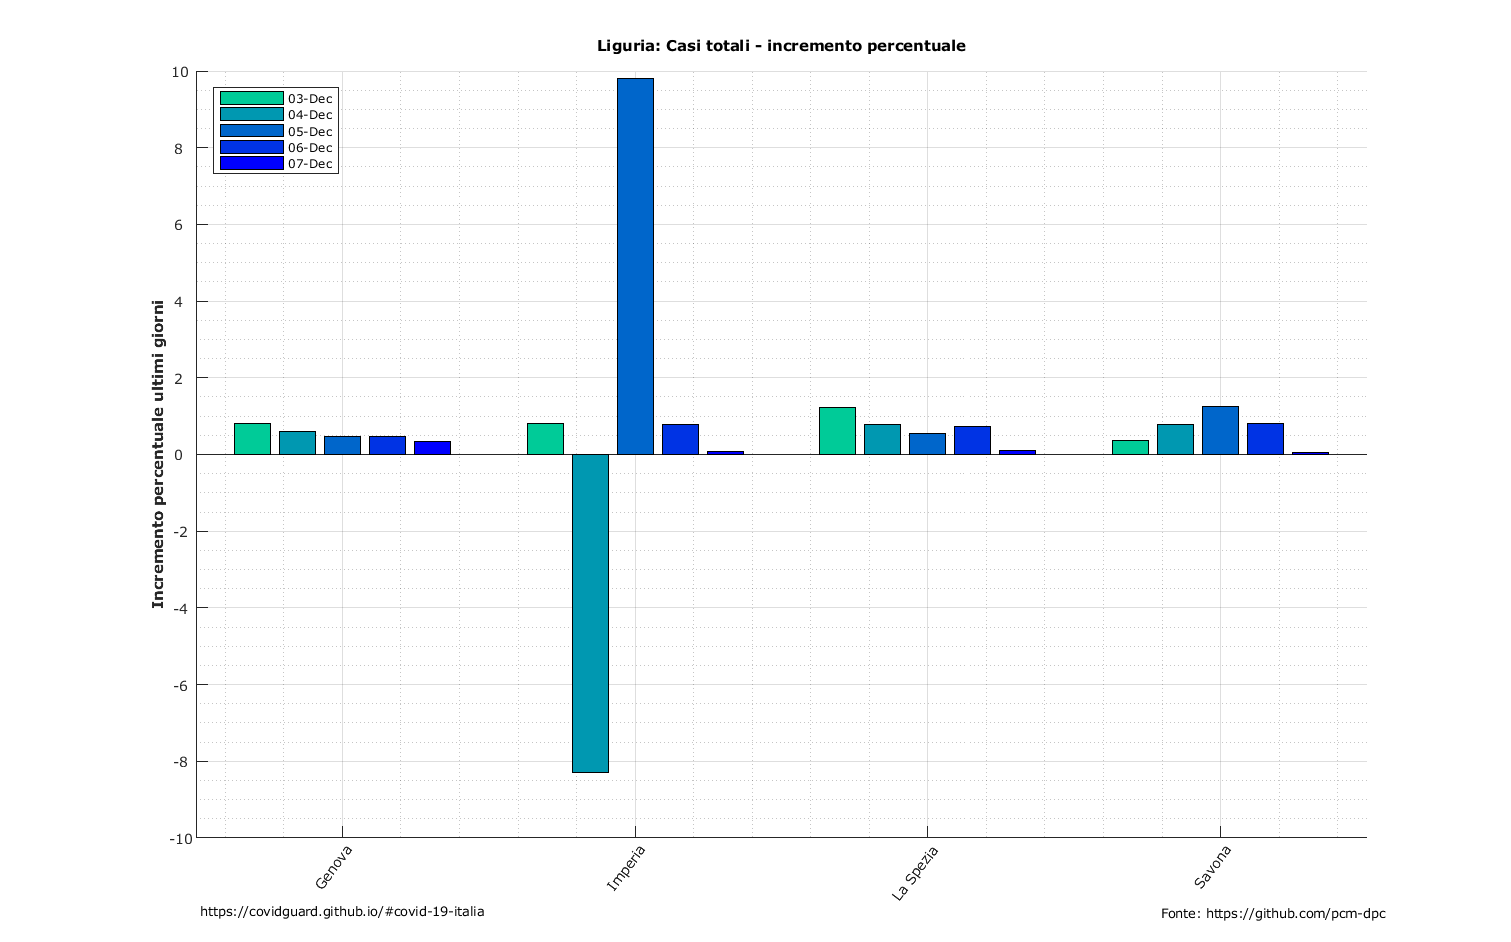 Liguria: Casi totali - incremento percentuale
Incremento percentuale ultimi giorni
10
8
6
4
2
0
-2
-4
-6
-8
-10
03-Dec
04-Dec
05-Dec
06-Dec
07-Dec
Genova
Imperia
La Spezia
Savona
https://covidguard.github.io/#covid-19-italia
Fonte: https://github.com/pcm-dpc